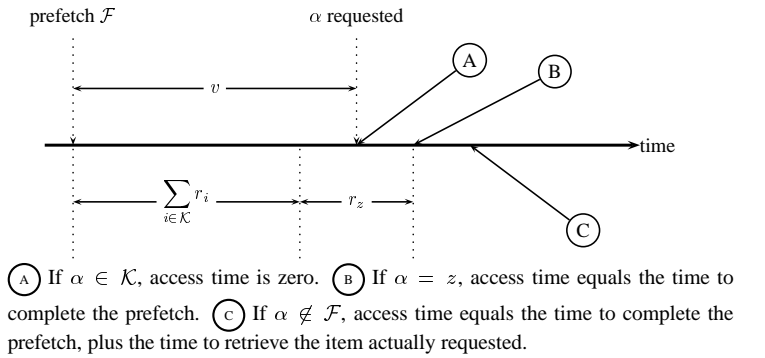 prefetch ℱ
α requested
A
B
v
time
∑ i∈𝒦 r_i
r_z
C
Ⓐ If α ∈ 𝒦, access time is zero. Ⓑ If α = z, access time equals the time to
complete the prefetch. Ⓒ If α ∉ ℱ, access time equals the time to complete the
prefetch, plus the time to retrieve the item actually requested.